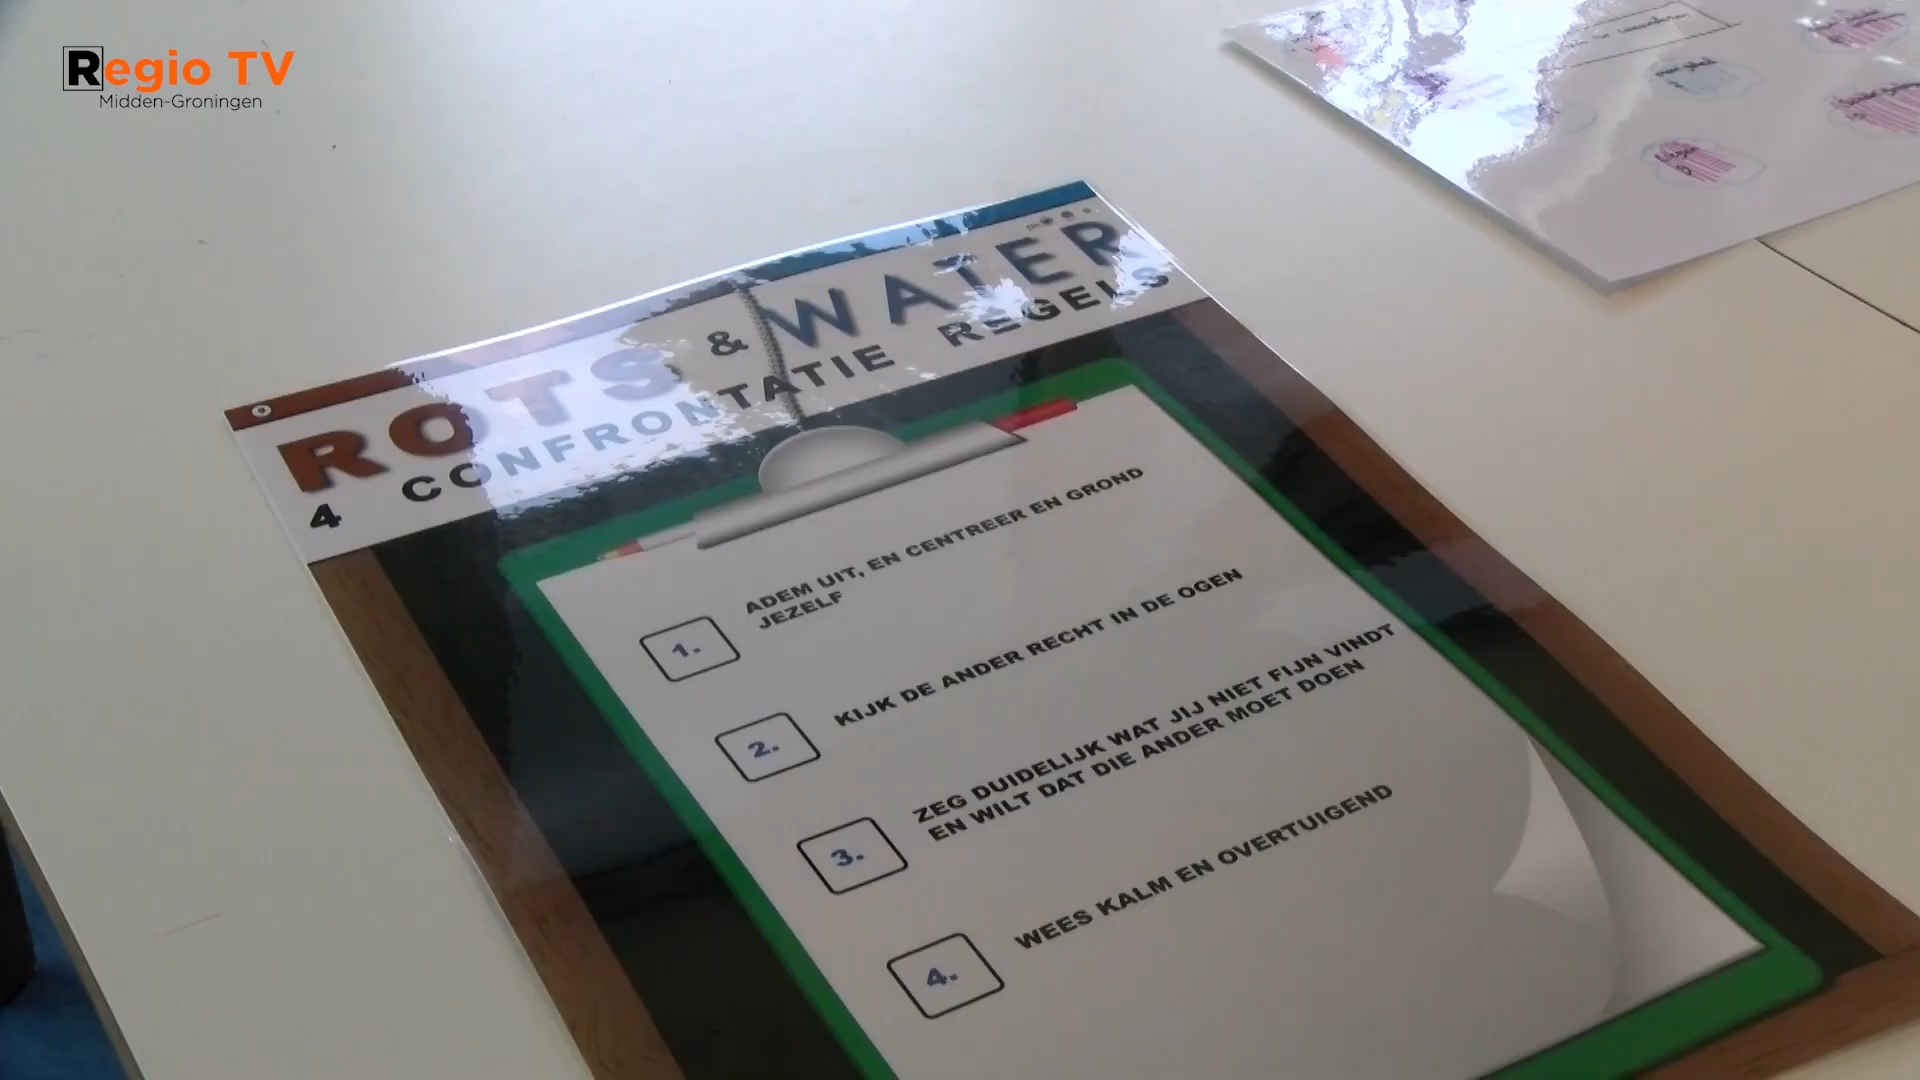 Regio TV
Midden-Groningen
ROTS & WATER
4 CONFRONTATIE REGELS
1. ADEM UIT, EN CENTREER EN GROND
JEZELF
2. KIJK DE ANDER RECHT IN DE OGEN
3. ZEG DUIDELIJK WAT JIJ NIET FIJN VINDT
EN WILT DAT DIE ANDER MOET DOEN
4. WEES KALM EN OVERTUIGEND